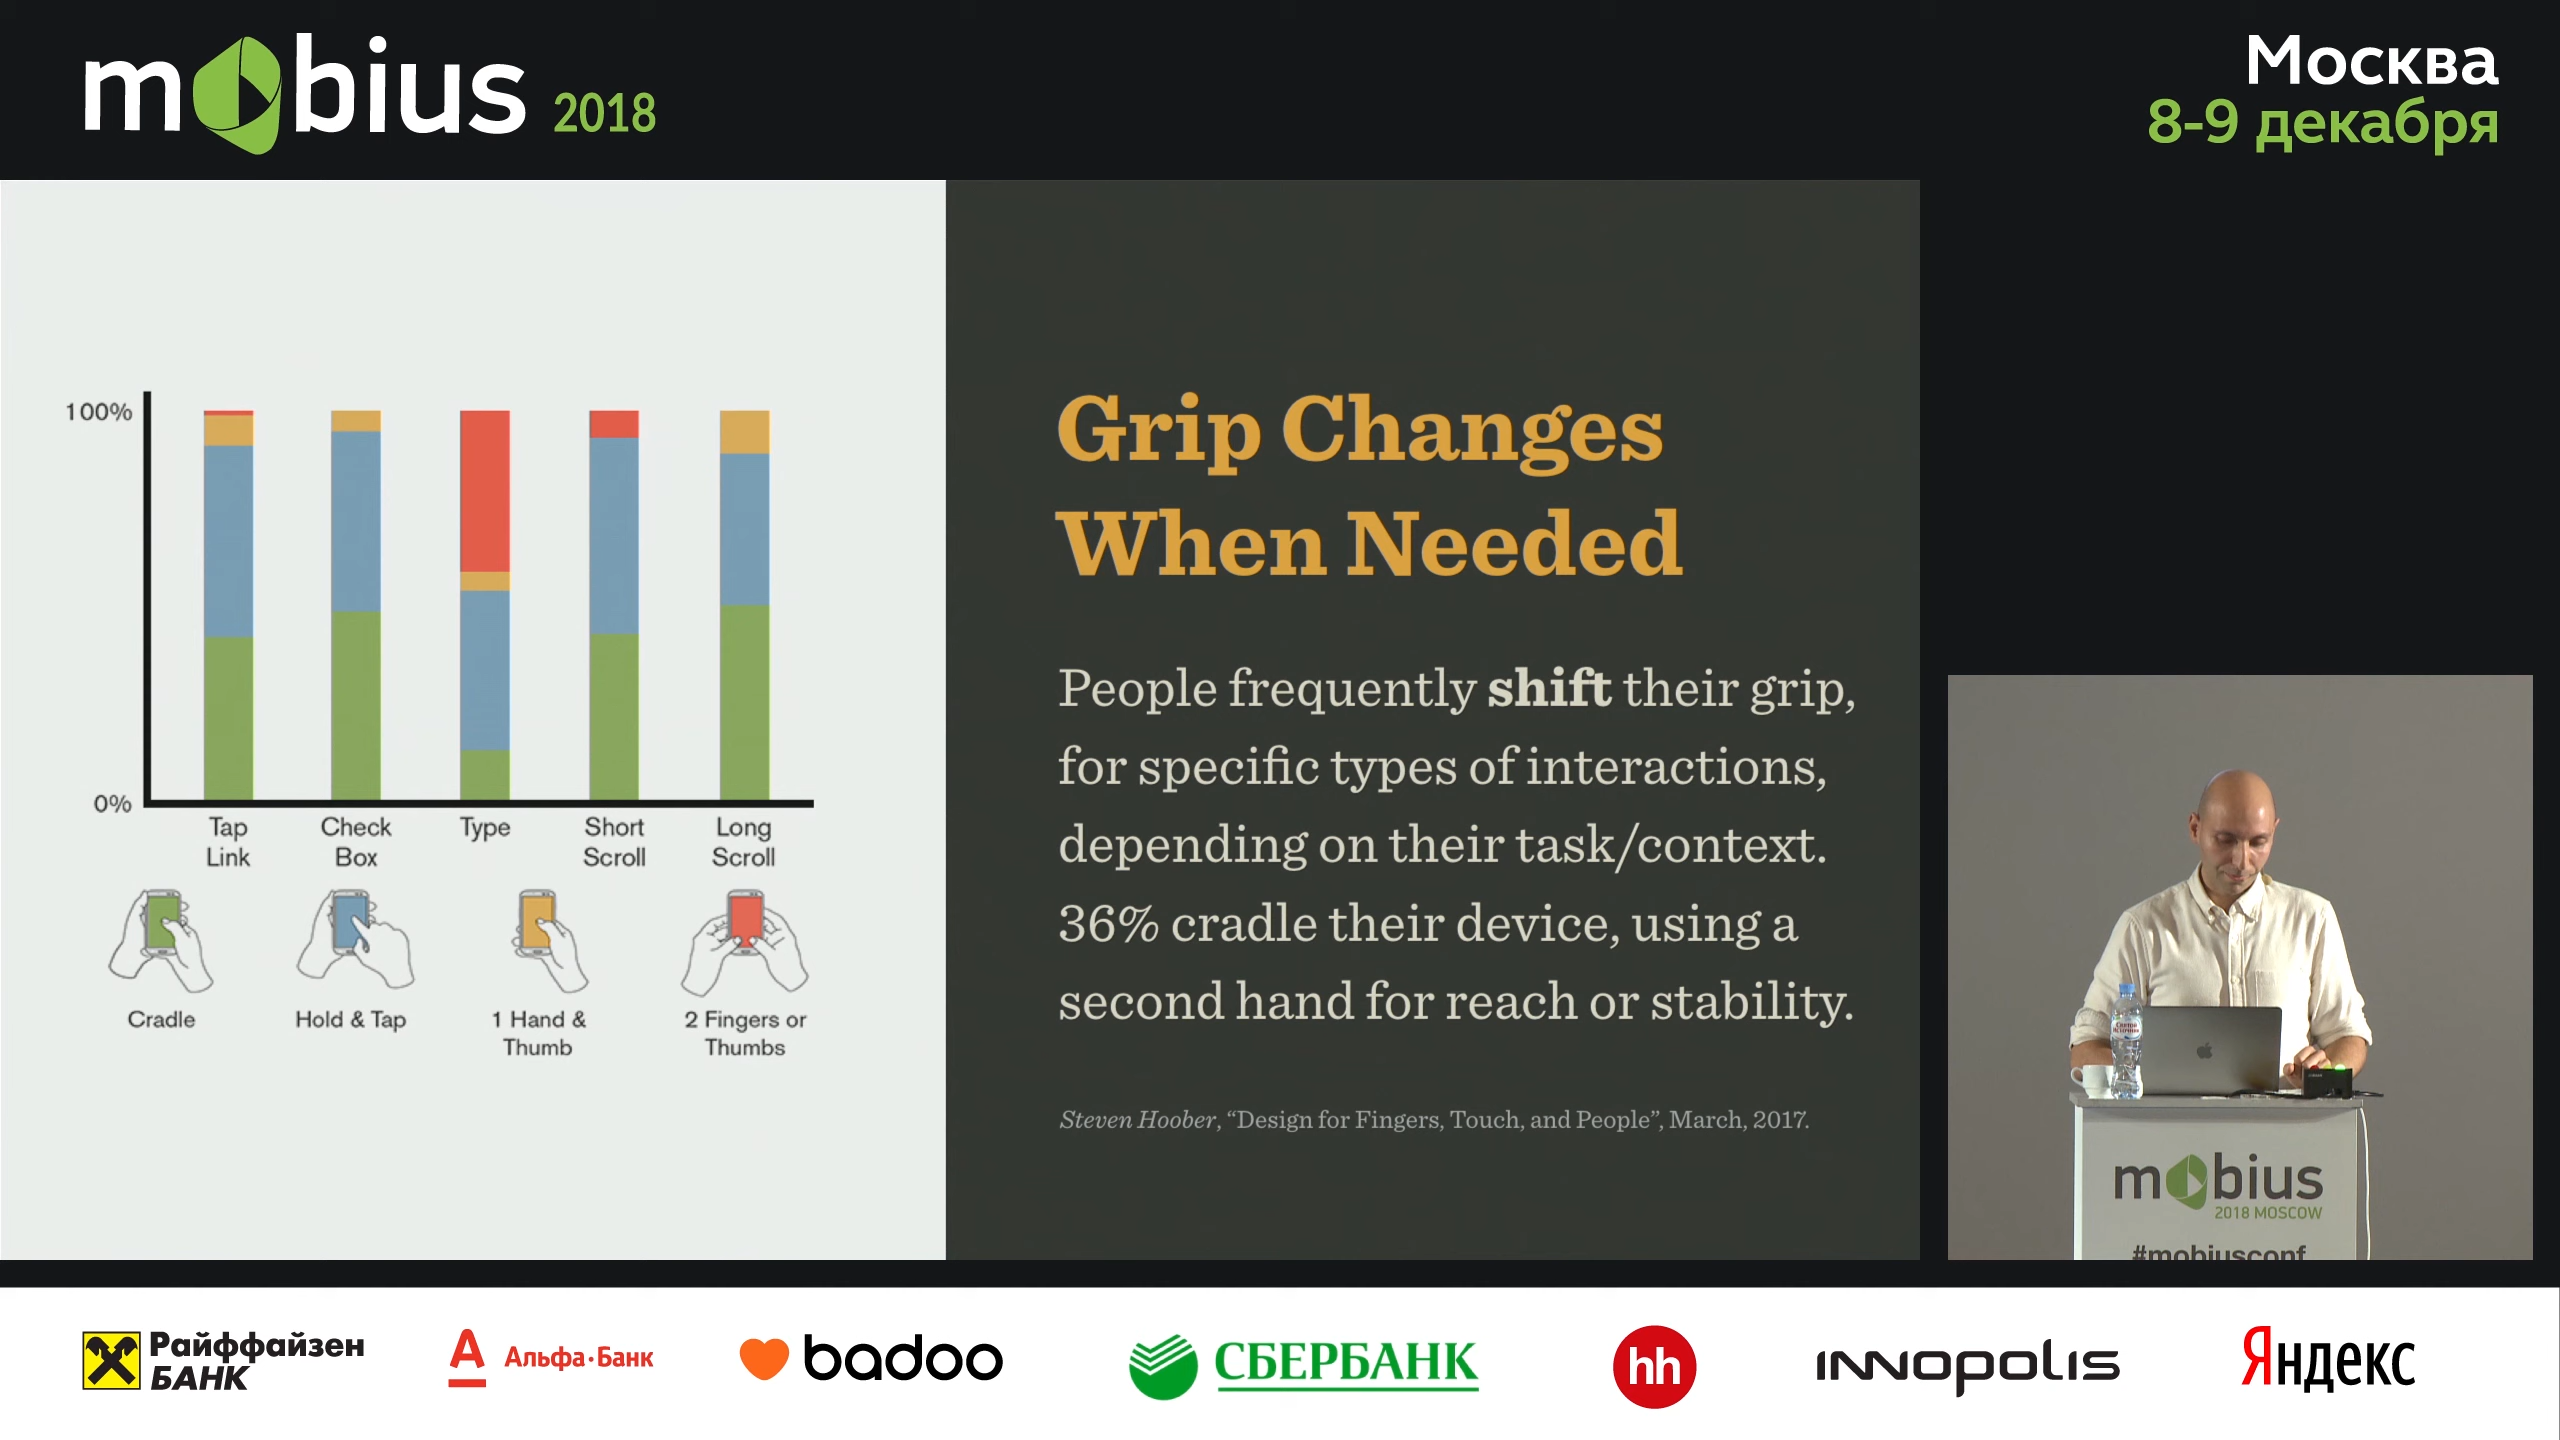 mobius 2018
Москва
8-9 декабря
100%
0%
Tap Link
Check Box
Type
Short Scroll
Long Scroll
Cradle
Hold & Tap
1 Hand & Thumb
2 Fingers or Thumbs
Grip Changes
When Needed
People frequently shift their grip,
for specific types of interactions,
depending on their task/context.
36% cradle their device, using a
second hand for reach or stability.
Steven Hoober, “Design for Fingers, Touch, and People”, March, 2017.
mobius
2018 MOSCOW
#mobiusconf
Райффайзен
БАНК
Альфа·Банк
badoo
СБЕРБАНК
hh
INNOPOLIS
Яндекс